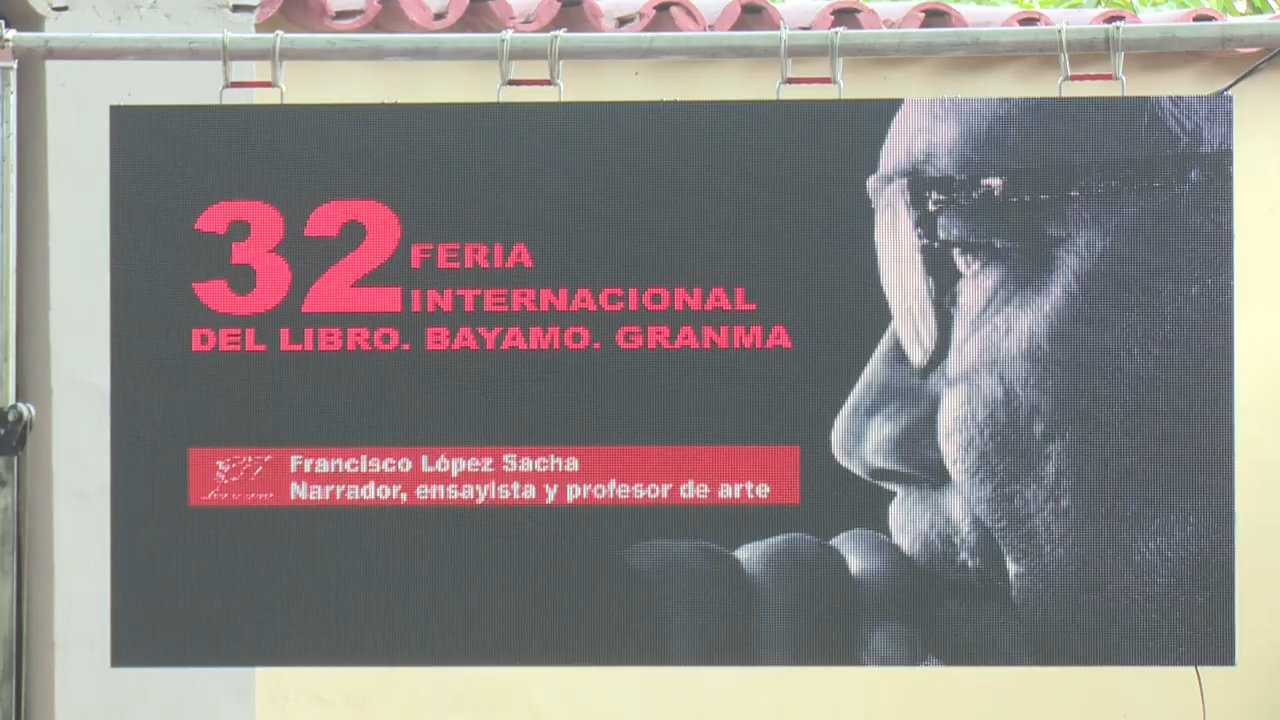 32 FERIA
INTERNACIONAL
DEL LIBRO. BAYAMO. GRANMA
Francisco López Sacha
Narrador, ensayista y profesor de arte